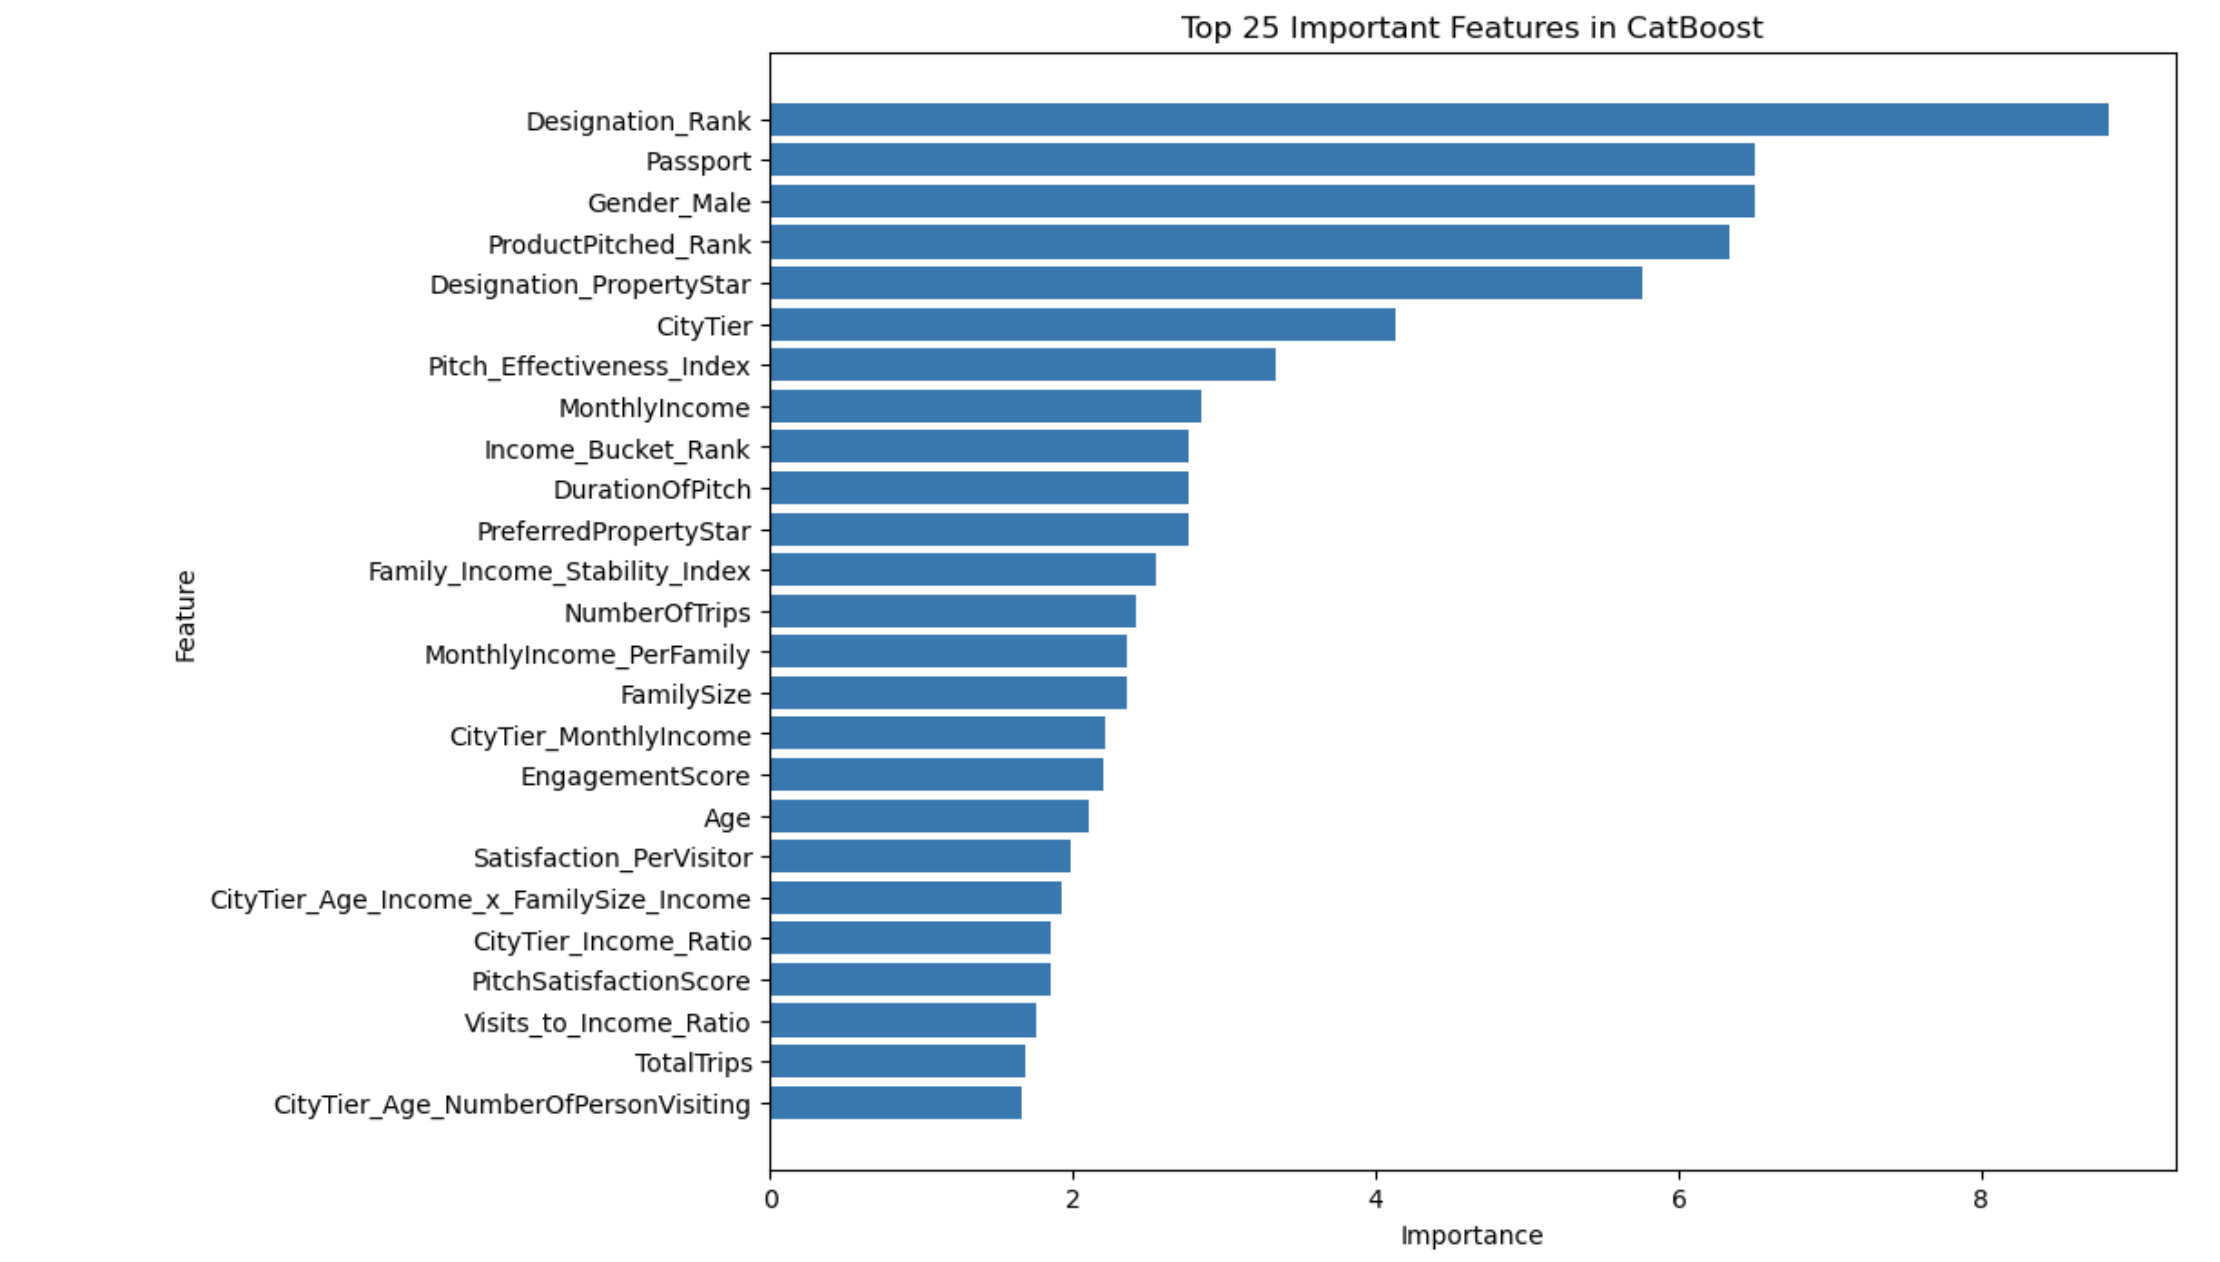 Top 25 Important Features in CatBoost
Designation_Rank
Passport
Gender_Male
ProductPitched_Rank
Designation_PropertyStar
CityTier
Pitch_Effectiveness_Index
MonthlyIncome
Income_Bucket_Rank
DurationOfPitch
PreferredPropertyStar
Family_Income_Stability_Index
NumberOfTrips
MonthlyIncome_PerFamily
FamilySize
CityTier_MonthlyIncome
EngagementScore
Age
Satisfaction_PerVisitor
CityTier_Age_Income_x_FamilySize_Income
CityTier_Income_Ratio
PitchSatisfactionScore
Visits_to_Income_Ratio
TotalTrips
CityTier_Age_NumberOfPersonVisiting
Feature
0 2 4 6 8
Importance